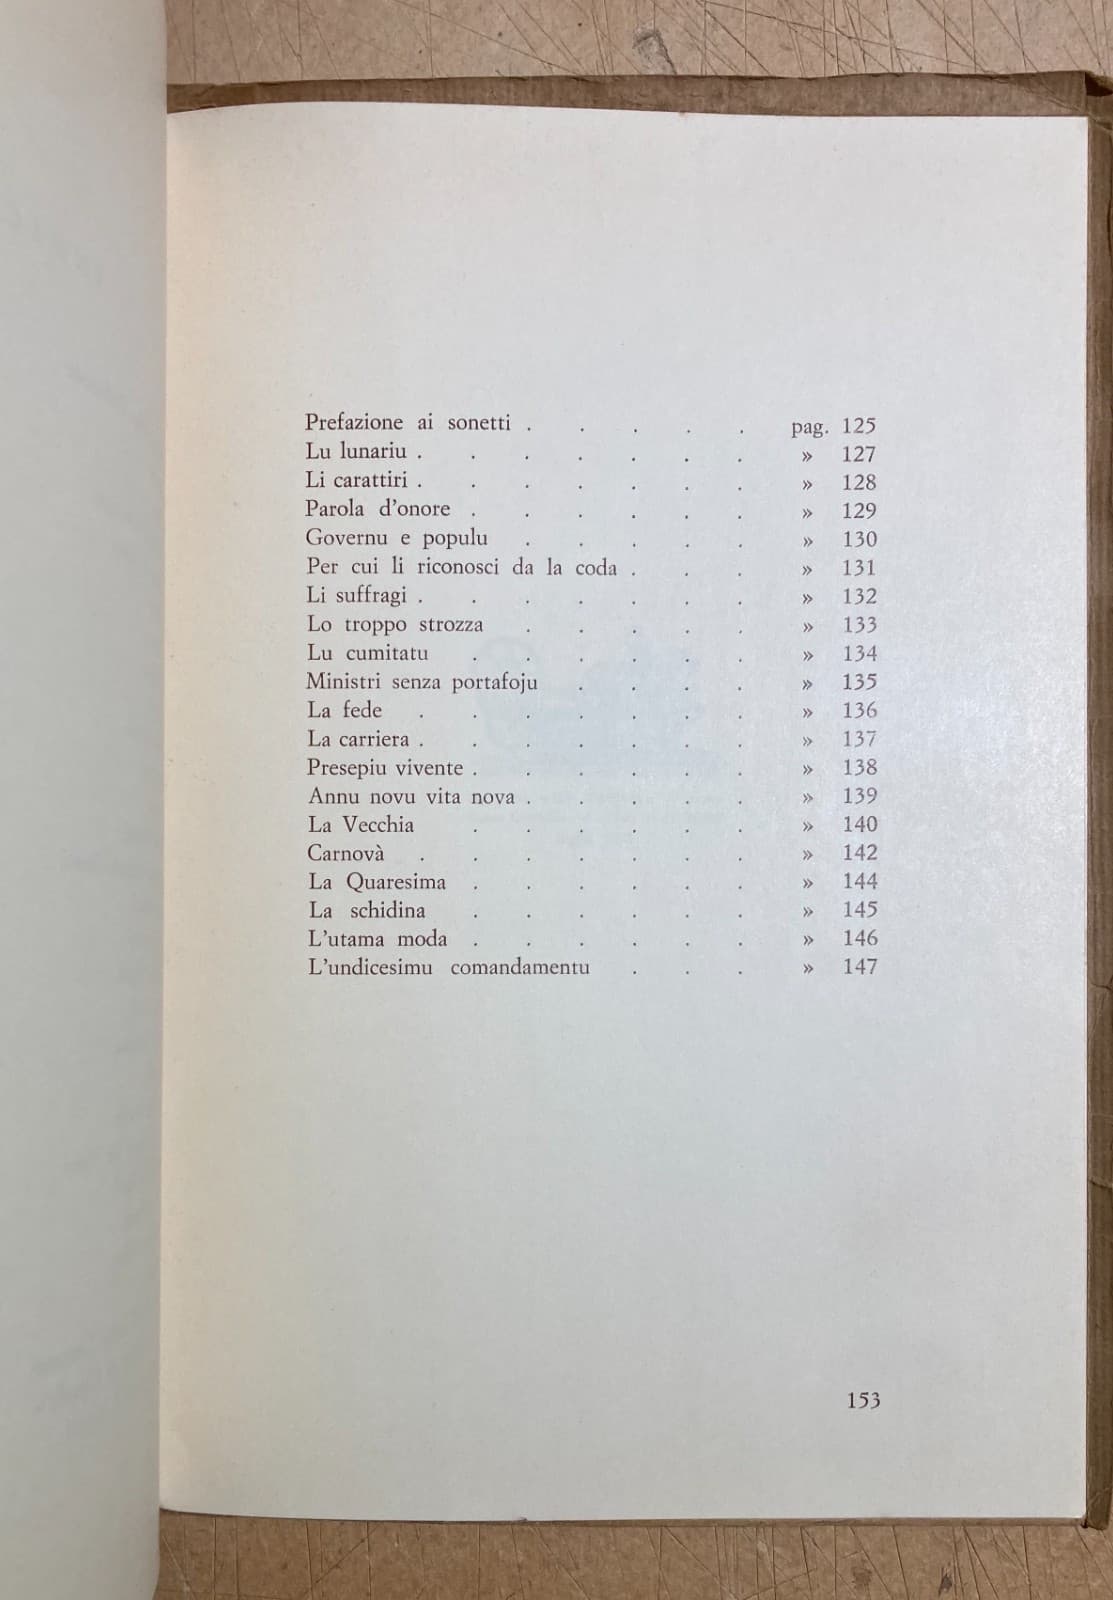 Prefazione ai sonetti . . . . . pag. 125
Lu lunariu . . . . . . . » 127
Li carattiri . . . . . . . » 128
Parola d'onore . . . . . . » 129
Governu e populu . . . . . » 130
Per cui li riconosci da la coda . . . » 131
Li suffragi . . . . . . . » 132
Lo troppo strozza . . . . . » 133
Lu cumitatu . . . . . . » 134
Ministri senza portafoju . . . . » 135
La fede . . . . . . . » 136
La carriera . . . . . . . » 137
Presepiu vivente . . . . . . » 138
Annu novu vita nova . . . . . » 139
La Vecchia . . . . . . » 140
Carnovà . . . . . . . » 142
La Quaresima . . . . . . » 144
La schidina . . . . . . » 145
L'utama moda . . . . . . » 146
L'undicesimu comandamentu . . . » 147
153